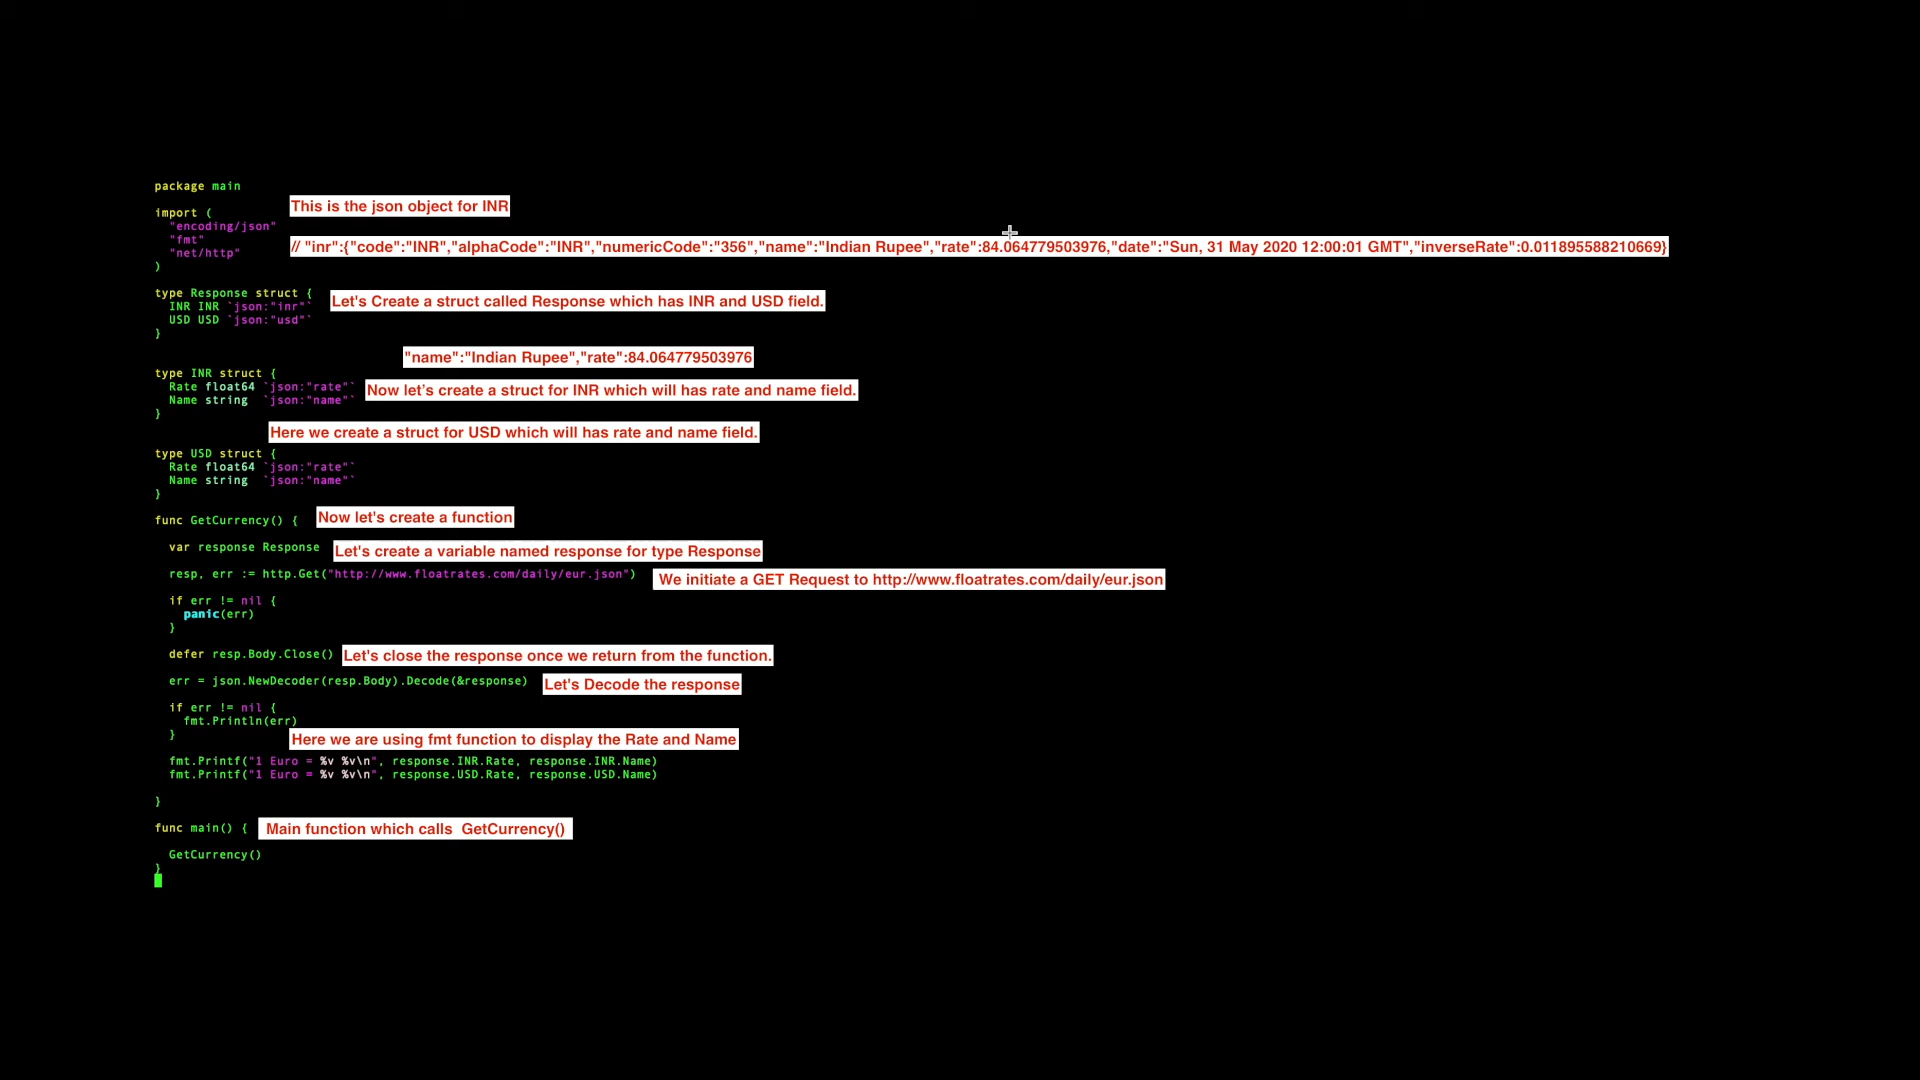 package main
This is the json object for INR
import (
"encoding/json"
"fmt"
// "inr":{"code":"INR","alphaCode":"INR","numericCode":"356","name":"Indian Rupee","rate":84.064779503976,"date":"Sun, 31 May 2020 12:00:01 GMT","inverseRate":0.011895588210669}
"net/http"
)
type Response struct {
Let's Create a struct called Response which has INR and USD field.
INR INR `json:"inr"`
USD USD `json:"usd"`
}
"name":"Indian Rupee","rate":84.064779503976
type INR struct {
Rate float64 `json:"rate"`
Now let's create a struct for INR which will has rate and name field.
Name string `json:"name"`
}
Here we create a struct for USD which will has rate and name field.
type USD struct {
Rate float64 `json:"rate"`
Name string `json:"name"`
}
func GetCurrency() {
Now let's create a function
var response Response
Let's create a variable named response for type Response
resp, err := http.Get("http://www.floatrates.com/daily/eur.json")
We initiate a GET Request to http://www.floatrates.com/daily/eur.json
if err != nil {
panic(err)
}
defer resp.Body.Close()
Let's close the response once we return from the function.
err = json.NewDecoder(resp.Body).Decode(&response)
Let's Decode the response
if err != nil {
fmt.Println(err)
}
Here we are using fmt function to display the Rate and Name
fmt.Printf("1 Euro = %v %v\n", response.INR.Rate, response.INR.Name)
fmt.Printf("1 Euro = %v %v\n", response.USD.Rate, response.USD.Name)
}
func main() {
Main function which calls GetCurrency()
GetCurrency()
}